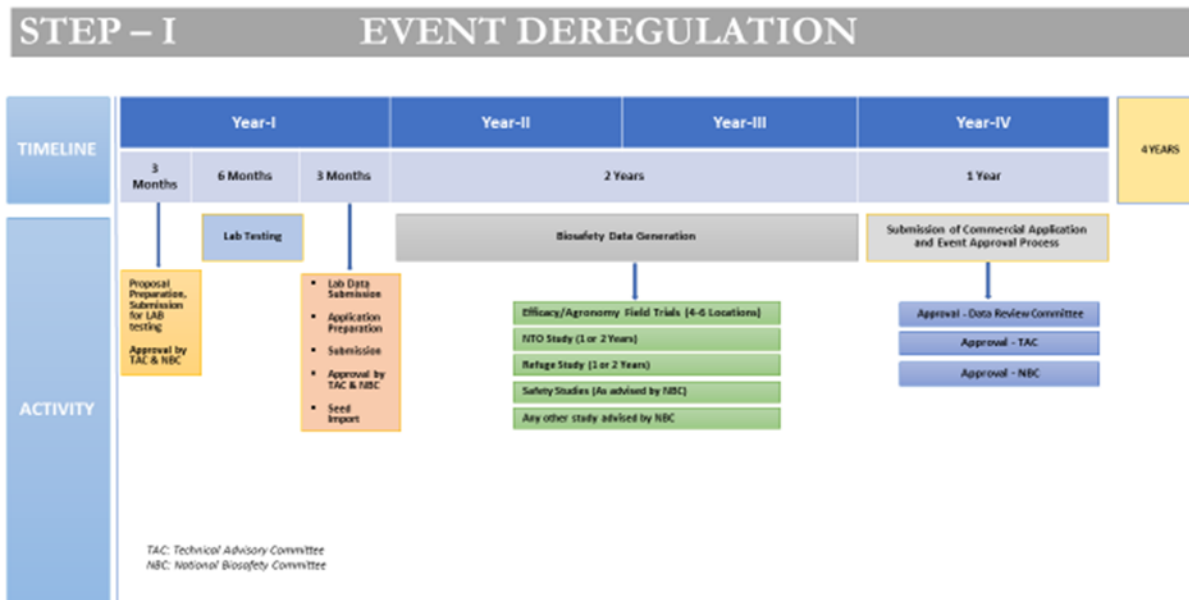 STEP – I EVENT DEREGULATION
TIMELINE
Year-I
Year-II
Year-III
Year-IV
3
Months
6 Months
3 Months
2 Years
1 Year
4 YEARS
ACTIVITY
Proposal
Preparation,
Submission
for LAB
testing
Approval by
TAC & NBC
Lab Testing
▪ Lab Data
Submission
▪ Application
Preparation
▪ Submission
▪ Approval by
TAC & NBC
▪ Seed
Import
Biosafety Data Generation
Efficacy/Agronomy Field Trials (4-6 Locations)
NTO Study (1 or 2 Years)
Refuge Study (1 or 2 Years)
Safety Studies (As advised by NBC)
Any other study advised by NBC
Submission of Commercial Application
and Event Approval Process
Approval - Data Review Committee
Approval - TAC
Approval - NBC
TAC: Technical Advisory Committee
NBC: National Biosafety Committee